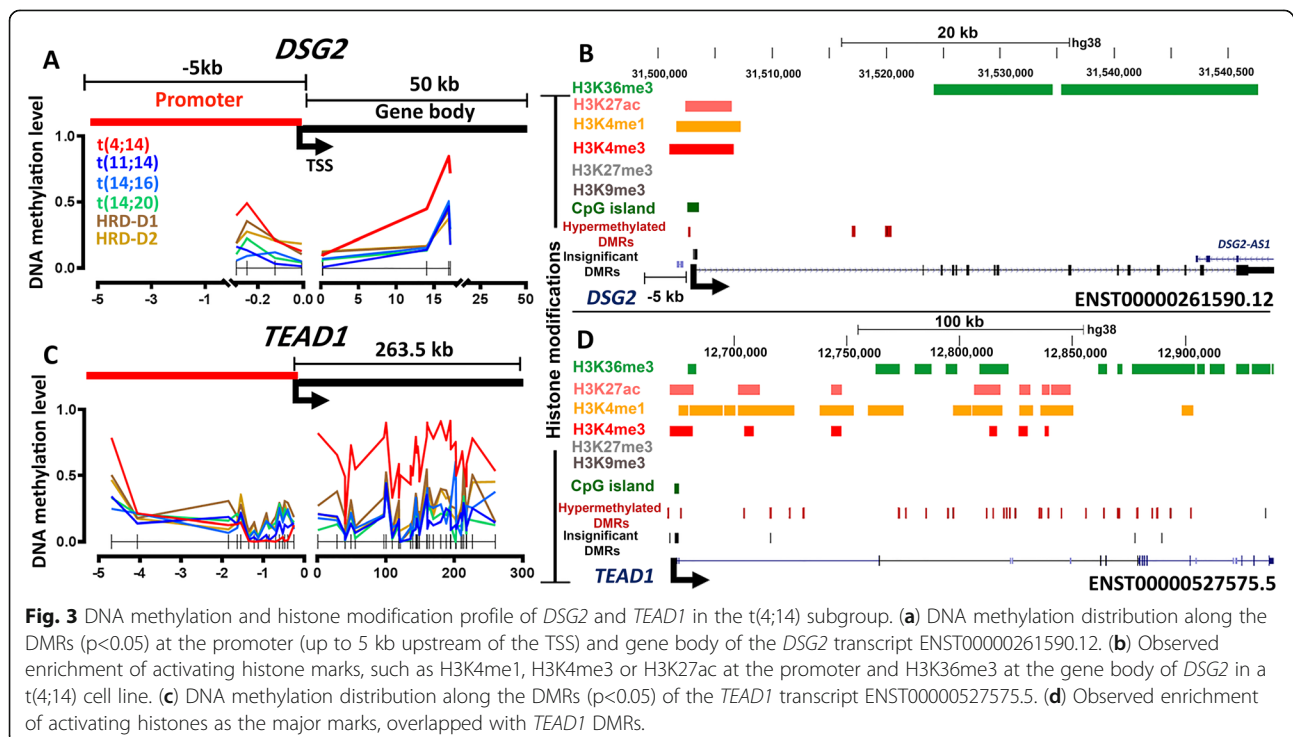 A
DSG2
-5kb
50 kb
Promoter
Gene body
TSS
DNA methylation level
1.0
0.5
0.0
t(4;14)
t(11;14)
t(14;16)
t(14;20)
HRD-D1
HRD-D2
-5 -3 -1 -0.2 0.0 0 5 10 15 25 50
B
20 kb hg38
31,500,000 31,510,000 31,520,000 31,530,000 31,540,000 31,540,500
H3K36me3
H3K27ac
H3K4me1
H3K4me3
H3K27me3
H3K9me3
CpG island
Hypermethylated
DMRs
Insignificant
DMRs
DSG2-AS1
-5 kb
DSG2
ENST00000261590.12
Histone modifications
C
TEAD1
263.5 kb
DNA methylation level
1.0
0.5
0.0
-5 -4 -3 -2 -1 0 0 100 200 300
D
100 kb hg38
12,700,000 12,750,000 12,800,000 12,850,000 12,900,000
H3K36me3
H3K27ac
H3K4me1
H3K4me3
H3K27me3
H3K9me3
CpG island
Hypermethylated
DMRs
Insignificant
DMRs
TEAD1
ENST00000527575.5
Fig. 3 DNA methylation and histone modification profile of DSG2 and TEAD1 in the t(4;14) subgroup. (a) DNA methylation distribution along the
DMRs (p<0.05) at the promoter (up to 5 kb upstream of the TSS) and gene body of the DSG2 transcript ENST00000261590.12. (b) Observed
enrichment of activating histone marks, such as H3K4me1, H3K4me3 or H3K27ac at the promoter and H3K36me3 at the gene body of DSG2 in a
t(4;14) cell line. (c) DNA methylation distribution along the DMRs (p<0.05) of the TEAD1 transcript ENST00000527575.5. (d) Observed enrichment
of activating histones as the major marks, overlapped with TEAD1 DMRs.